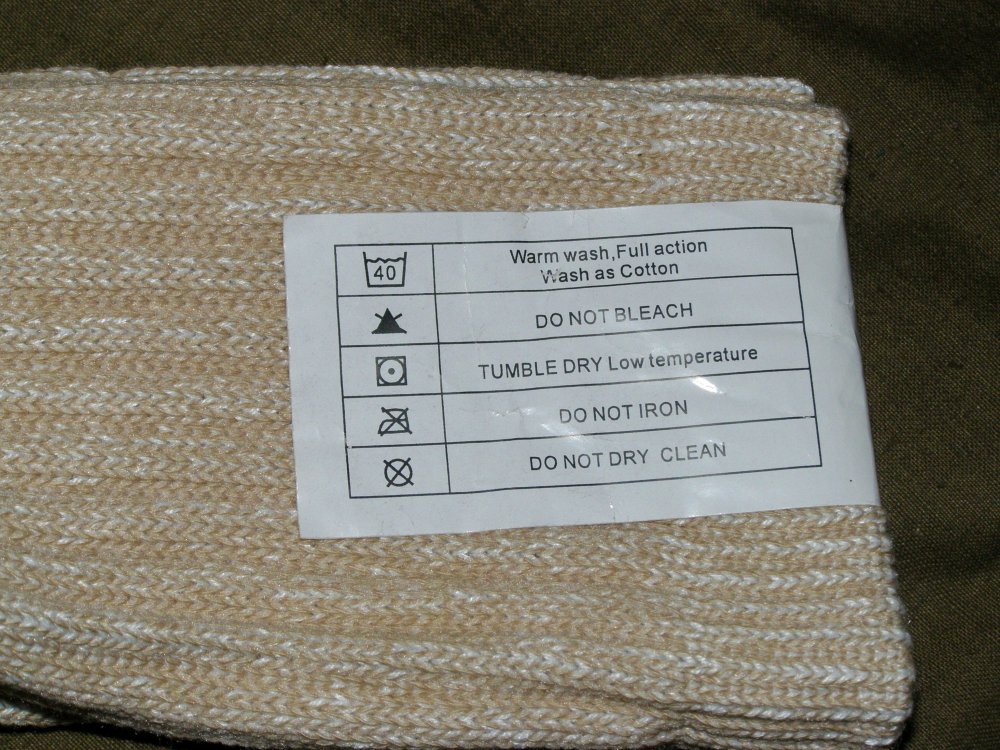 40
Warm wash,Full action
Wash as Cotton
DO NOT BLEACH
TUMBLE DRY Low temperature
DO NOT IRON
DO NOT DRY CLEAN